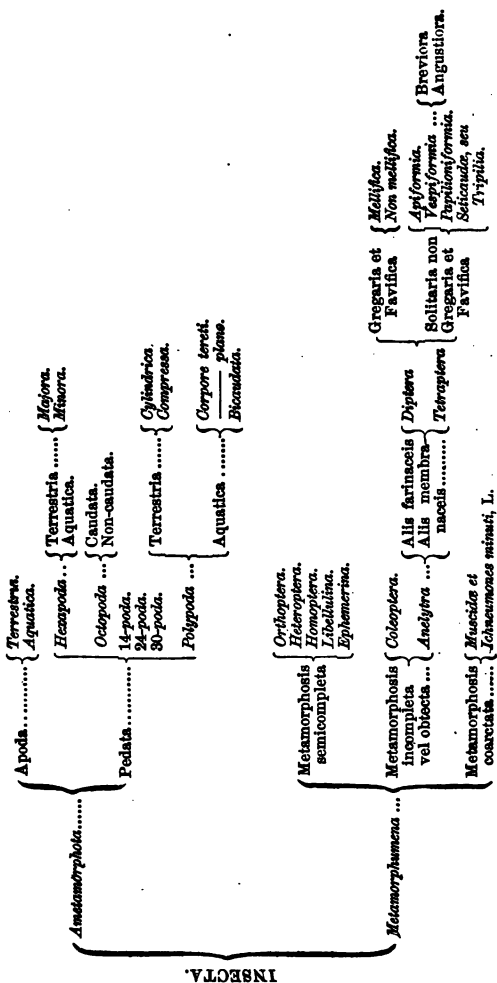 INSECTA.
Ametamorphota......
Apoda............
Terrestria.
Aquatica.
Pedata............
Hexapoda..
Terrestria ......
Majora.
Minora.
Aquatica.
Octopoda ...
Caudata.
Non-caudata.
14-poda.
24-poda.
30-poda.
Polypoda ...
Terrestria......
Cylindrica
Compressa.
Aquatica ......
Corpore tereti.
——— plano.
Bicaudata.
Metamorphumena ...
Metamorphosis
semicompleta
Orthoptera.
Heteroptera.
Homoptera.
Libellulina.
Ephemerina.
Metamorphosis
incompleta
vel obtecta ...
Coleoptera.
Anelytra ...
Alis farinaceis
Alis membra-
naceis..........
Diptera
Tetraptera
Gregaria et
Favifica
Mellifica.
Non mellifica.
Solitaria non
Gregaria et
Favifica
Apiformia.
Vespiformia ...
Breviora
Angustiora.
Papilioniformia.
Seticaudæ, seu
Tripilia.
Metamorphosis
coarctata ......
Muscidæ et
Ichneumones minuti, L.